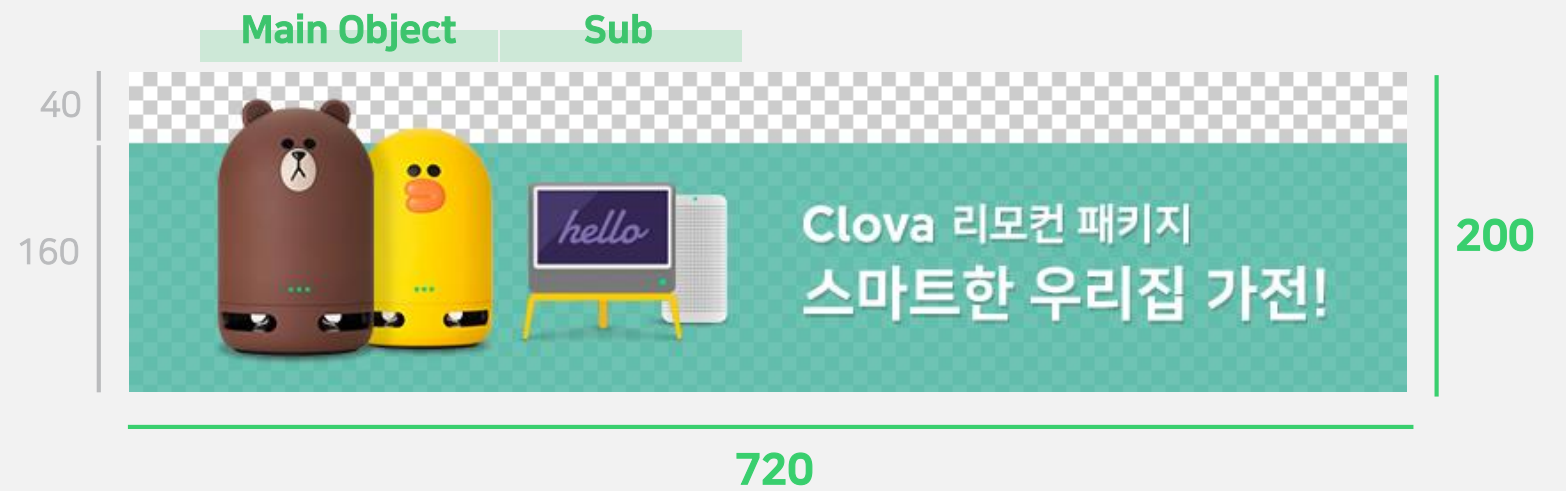 Main Object
Sub
40
160
hello
Clova 리모컨 패키지
스마트한 우리집 가전!
200
720